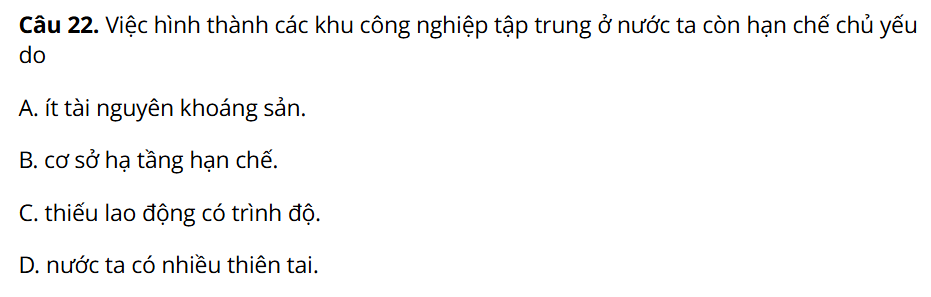 Câu 22. Việc hình thành các khu công nghiệp tập trung ở nước ta còn hạn chế chủ yếu
do
A. ít tài nguyên khoáng sản.
B. cơ sở hạ tầng hạn chế.
C. thiếu lao động có trình độ.
D. nước ta có nhiều thiên tai.